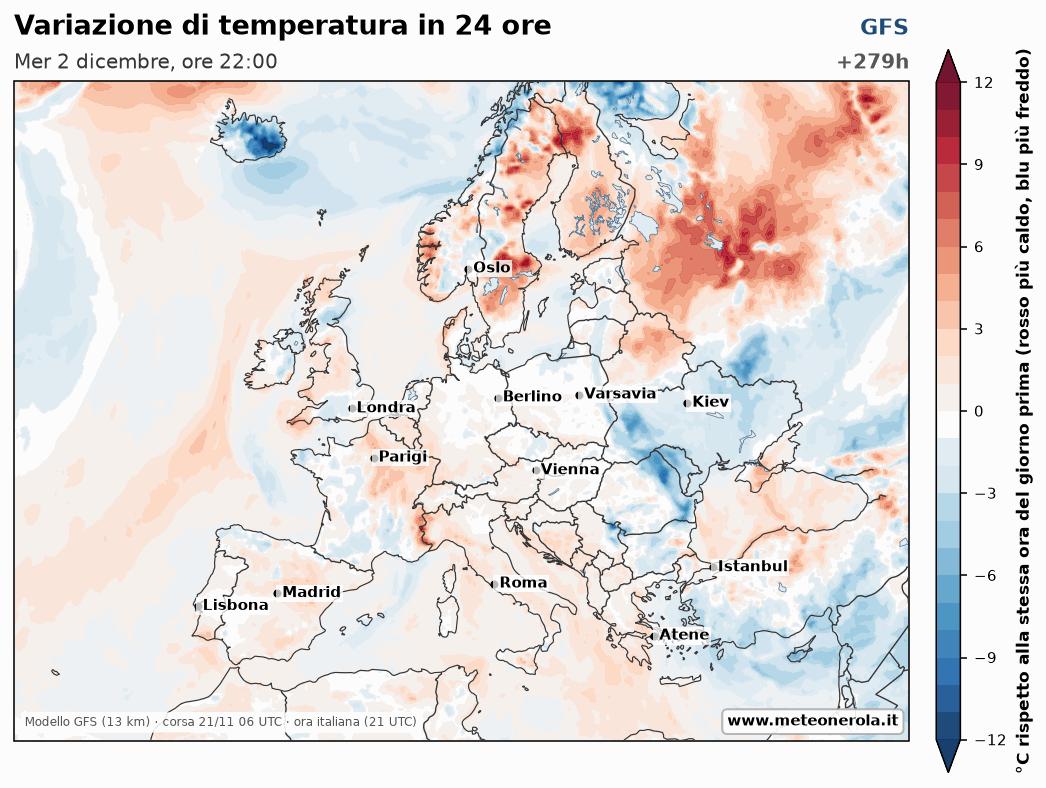 Variazione di temperatura in 24 ore
GFS
Mer 2 dicembre, ore 22:00
+279h
Oslo
Berlino
Varsavia
Kiev
Londra
Parigi
Vienna
Istanbul
Roma
Madrid
Lisbona
Atene
Modello GFS (13 km) · corsa 21/11 06 UTC · ora italiana (21 UTC)
www.meteonerola.it
12
9
6
3
0
−3
−6
−9
−12
°C rispetto alla stessa ora del giorno prima (rosso più caldo, blu più freddo)